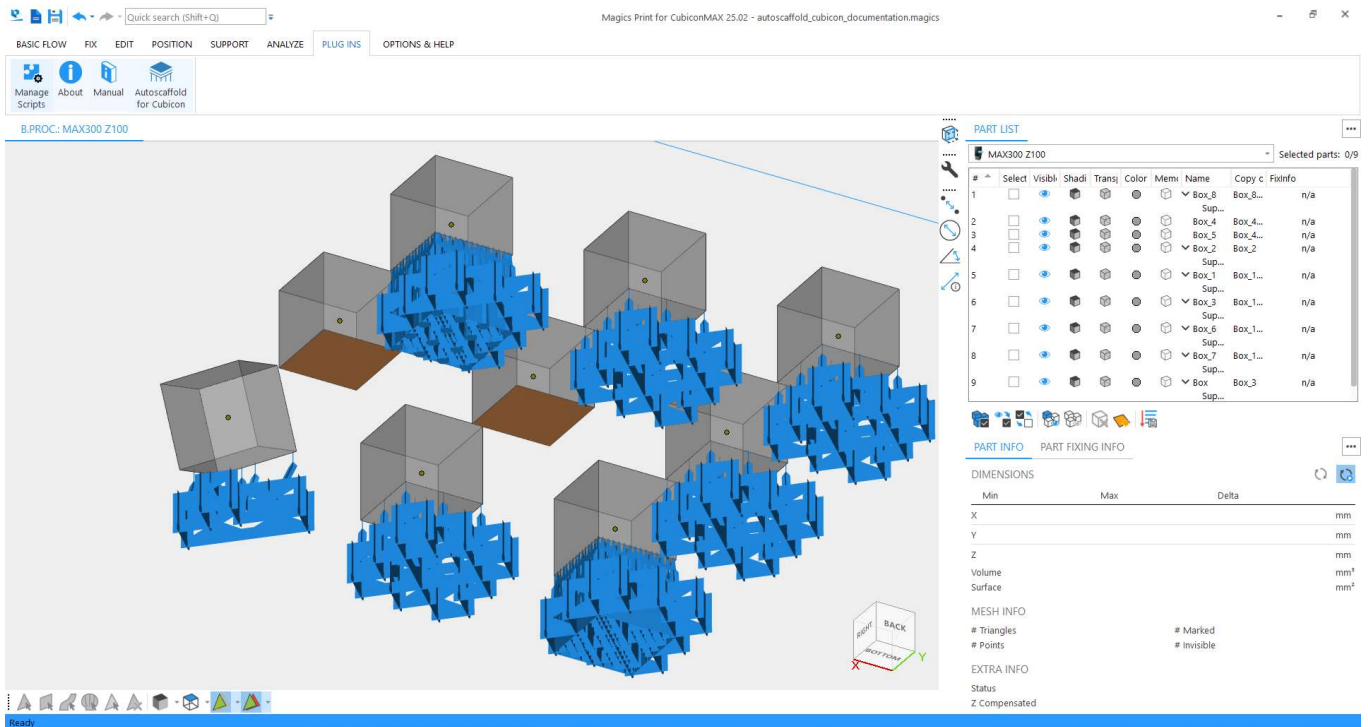 Quick search (Shift+Q)
Magics Print for CubiconMAX 25.02 - autoscaffold_cubicon_documentation.magics
BASIC FLOW FIX EDIT POSITION SUPPORT ANALYZE PLUG INS OPTIONS & HELP
Manage Scripts
About
Manual
Autoscaffold for Cubicon
B.PROC.: MAX300 Z100
PART LIST
MAX300 Z100 Selected parts: 0/9
# Select Visibl Shadi Trans Color Mem Name Copy c FixInfo
1 Box_8 Box_8... n/a
Sup...
2 Box_4 Box_4... n/a
3 Box_5 Box_4... n/a
4 Box_2 Box_2 n/a
Sup...
5 Box_1 Box_1... n/a
Sup...
6 Box_3 Box_1... n/a
Sup...
7 Box_6 Box_1... n/a
Sup...
8 Box_7 Box_1... n/a
Sup...
9 Box Box_3 n/a
Sup...
PART INFO PART FIXING INFO
DIMENSIONS
Min Max Delta
X mm
Y mm
Z mm
Volume mm³
Surface mm²
MESH INFO
# Triangles # Marked
# Points # Invisible
EXTRA INFO
Status
Z Compensated
RIGHT BACK
BOTTOM
X Y
Ready